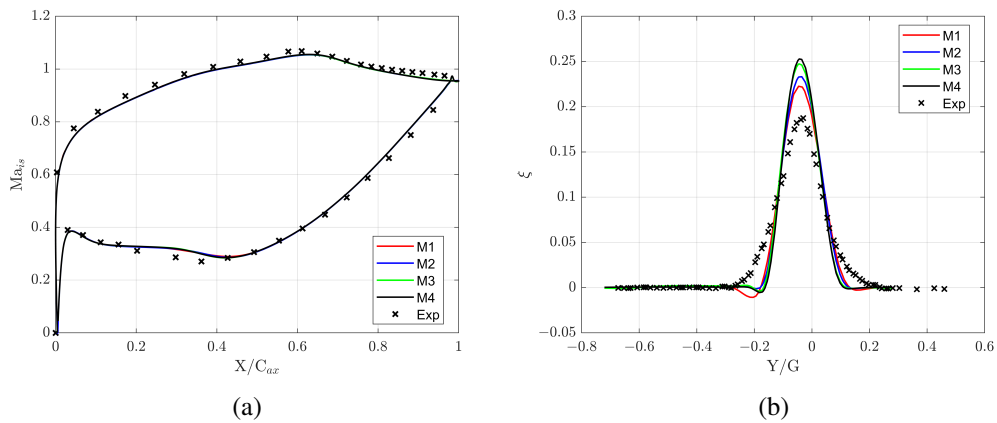 1.2
1
0.8
0.6
0.4
0.2
0
0 0.2 0.4 0.6 0.8 1
Ma_is
X/C_ax
M1
M2
M3
M4
Exp
(a)
0.3
0.25
0.2
0.15
0.1
0.05
0
−0.05
−0.8 −0.6 −0.4 −0.2 0 0.2 0.4 0.6
ξ
Y/G
M1
M2
M3
M4
Exp
(b)